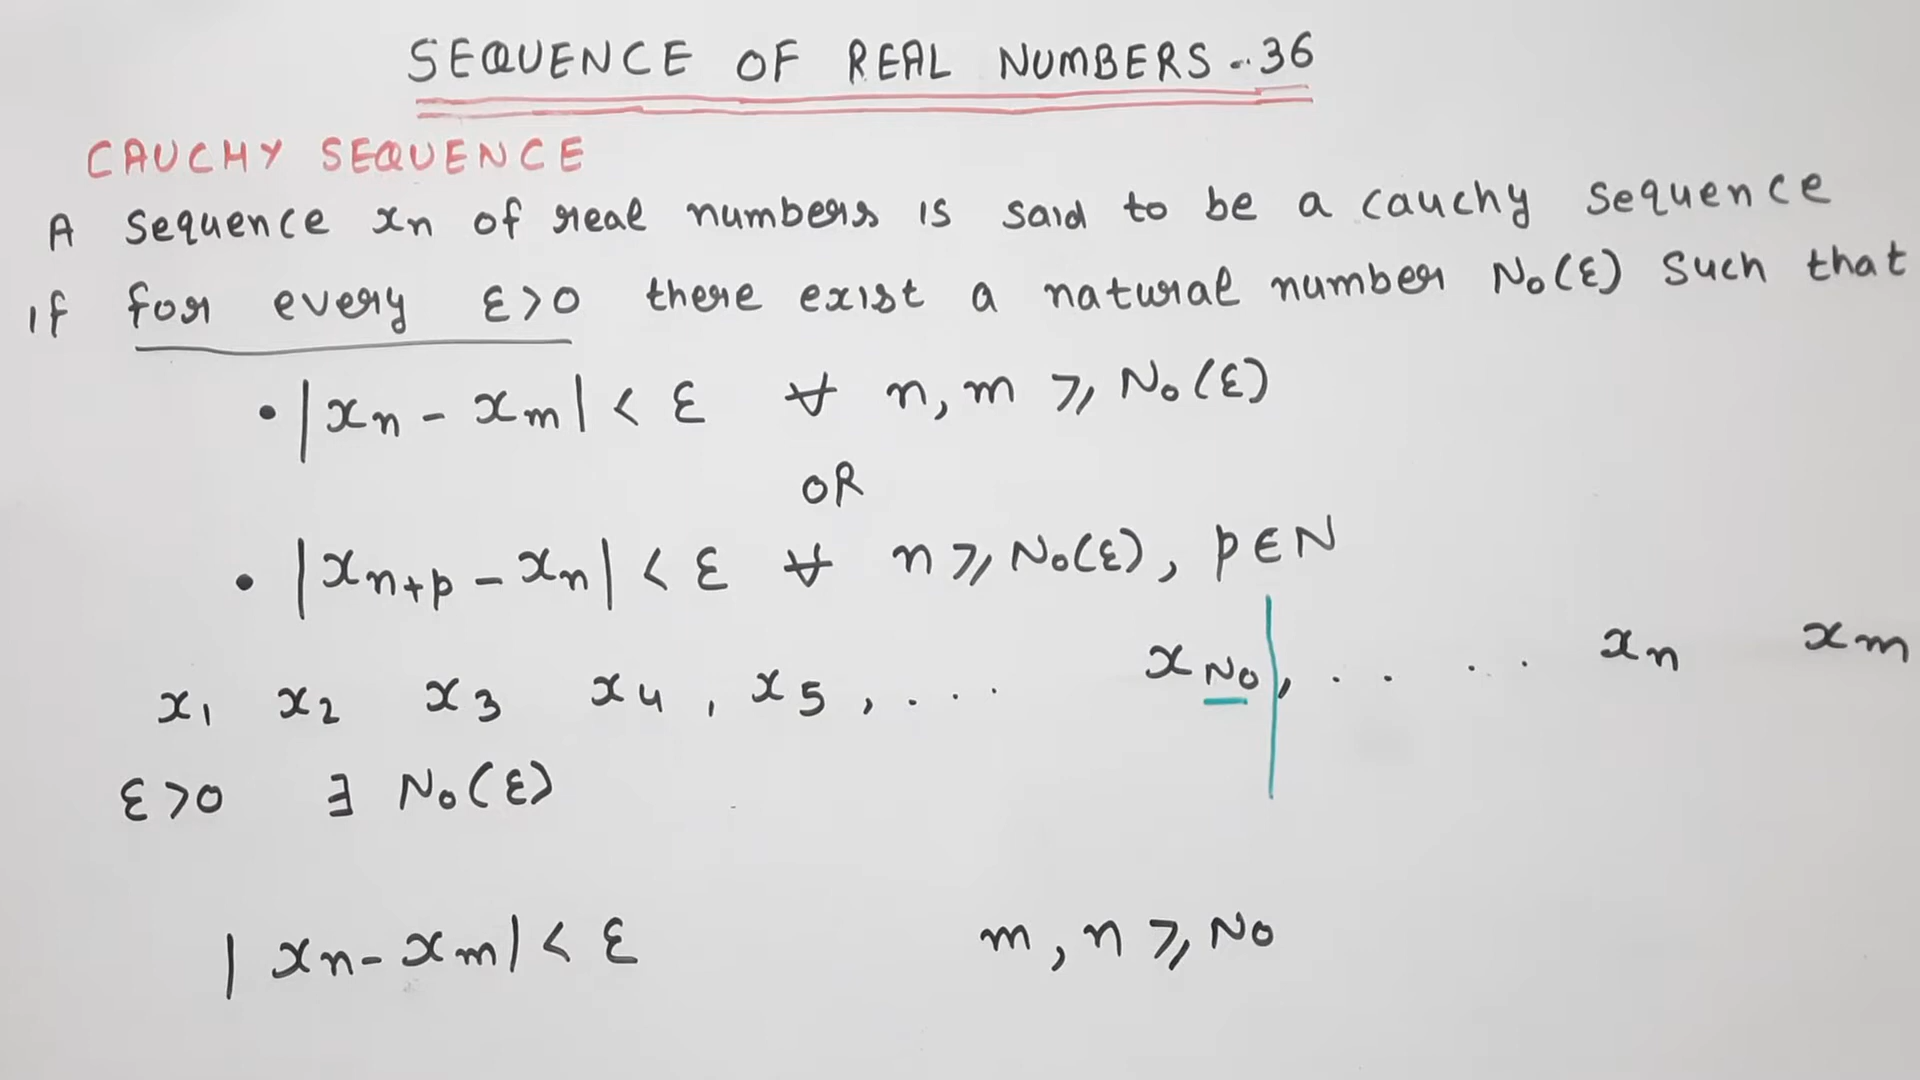 SEQUENCE OF REAL NUMBERS -- 36
CAUCHY SEQUENCE
A sequence xn of real numbers is said to be a cauchy sequence
if for every ε>0 there exist a natural number N₀(ε) such that
• |xn - xm| < ε ∀ n, m ⩾ N₀(ε)
OR
• |xn+p - xn| < ε ∀ n ⩾ N₀(ε), p ∈ N
x₁ x₂ x₃ x₄ , x₅ , . . . xN₀ , . . . . xn xm
ε>0 ∃ N₀(ε)
| xn - xm | < ε m , n ⩾ N₀